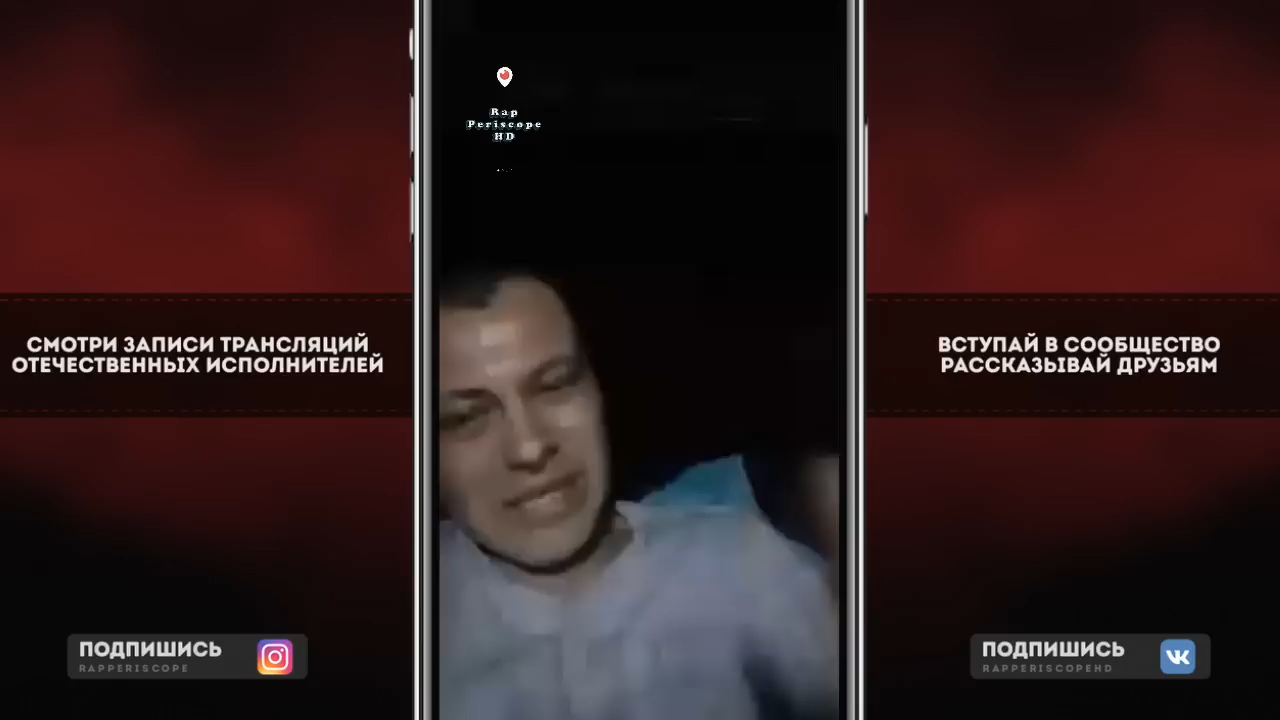 Rap
Periscope
HD
СМОТРИ ЗАПИСИ ТРАНСЛЯЦИЙ
ОТЕЧЕСТВЕННЫХ ИСПОЛНИТЕЛЕЙ
ВСТУПАЙ В СООБЩЕСТВО
РАССКАЗЫВАЙ ДРУЗЬЯМ
ПОДПИШИСЬ
RAPPERISCOPE
ПОДПИШИСЬ
RAPPERISCOPEHD